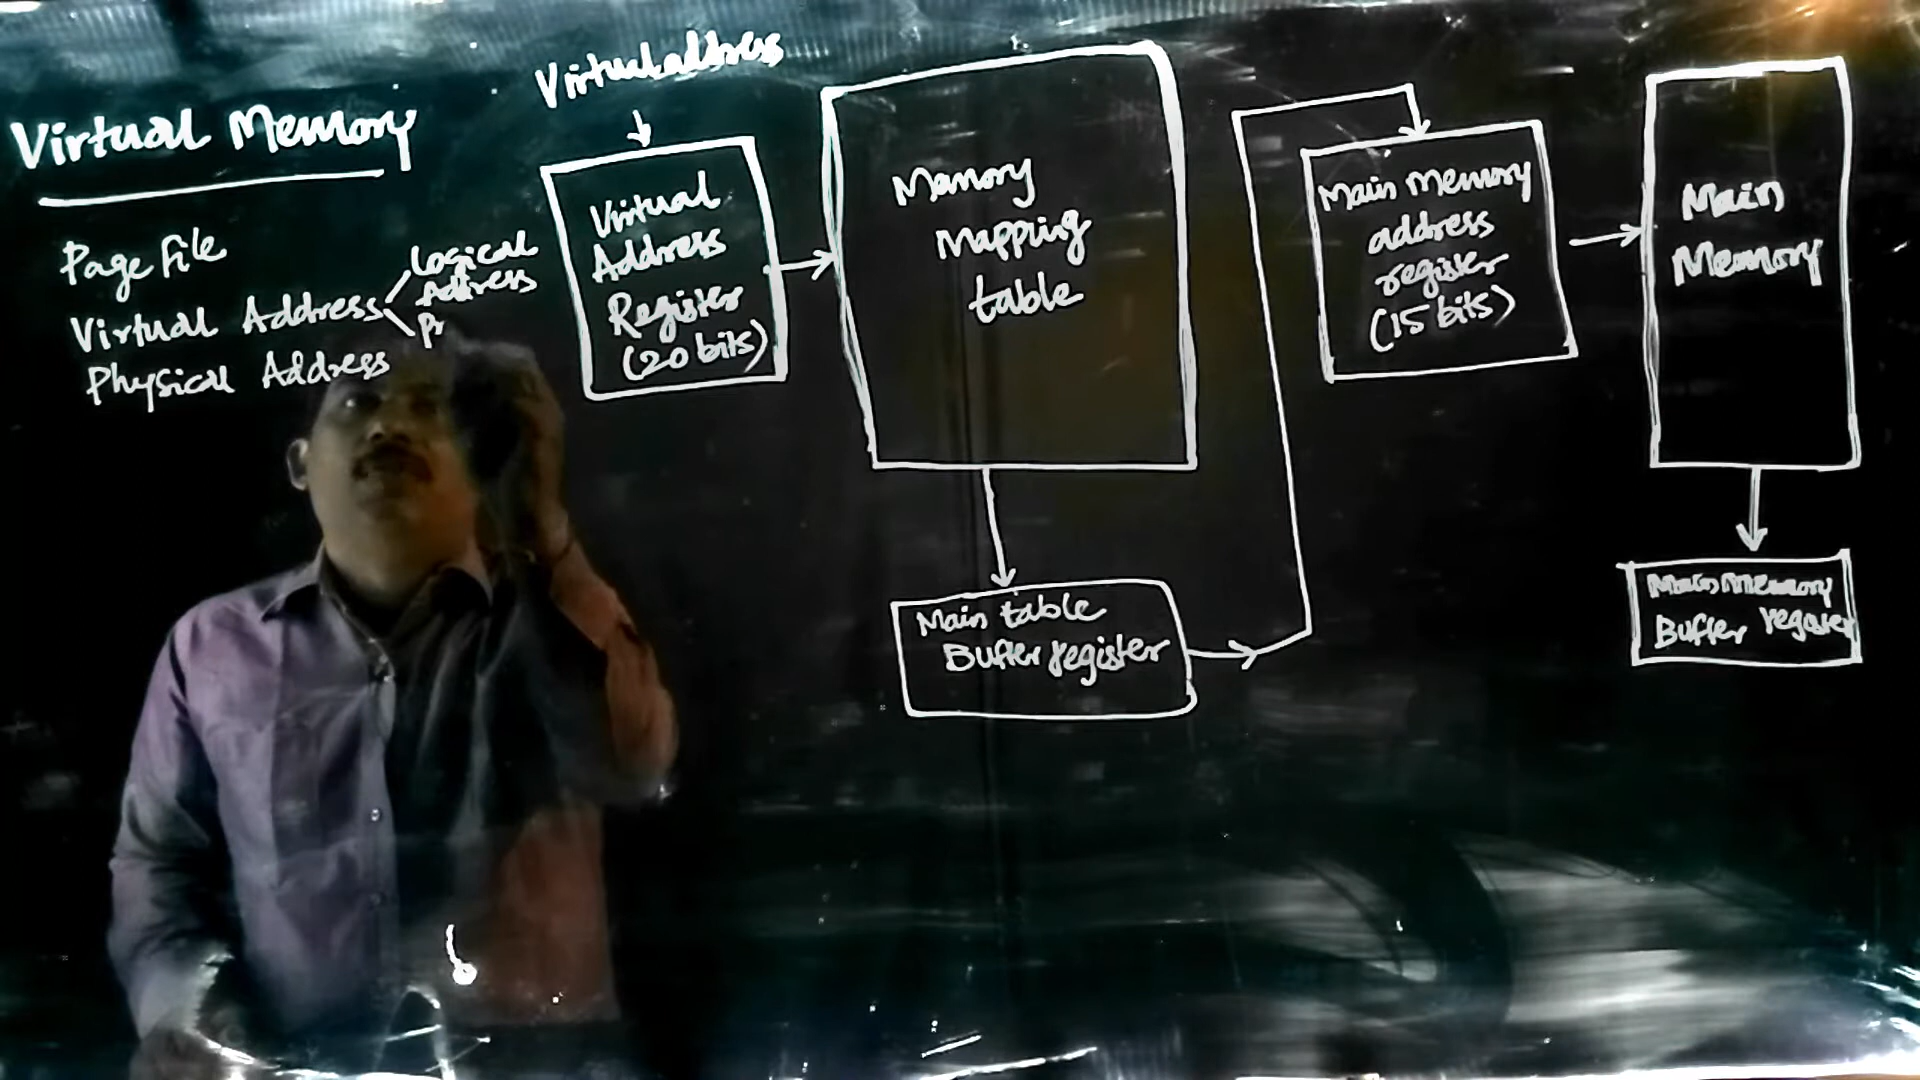 Virtual Memory
Page file
Virtual Address
Logical
Address
Pr
Physical Address
Virtual address
Virtual
Address
Register
(20 bits)
Memory
Mapping
table
Main table
Buffer register
Main memory
address
register
(15 bits)
Main
Memory
Main memory
Buffer register